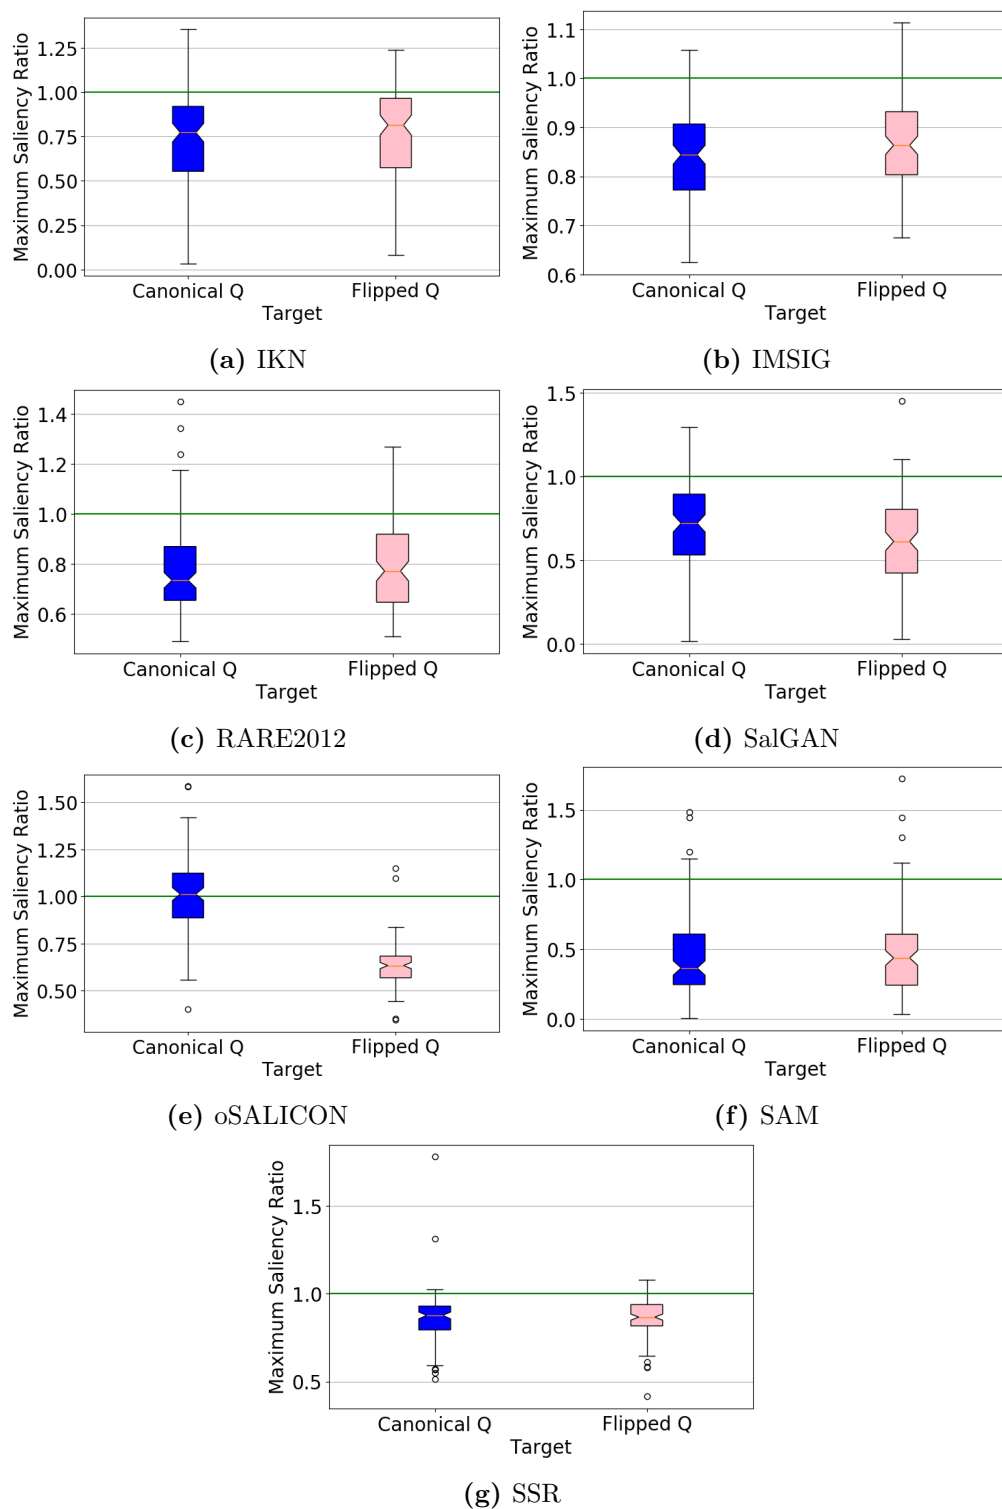 Maximum Saliency Ratio
1.25
1.00
0.75
0.50
0.25
0.00
Canonical Q
Flipped Q
Target
(a) IKN
Maximum Saliency Ratio
1.1
1.0
0.9
0.8
0.7
0.6
Canonical Q
Flipped Q
Target
(b) IMSIG
Maximum Saliency Ratio
1.4
1.2
1.0
0.8
0.6
Canonical Q
Flipped Q
Target
(c) RARE2012
Maximum Saliency Ratio
1.5
1.0
0.5
0.0
Canonical Q
Flipped Q
Target
(d) SalGAN
Maximum Saliency Ratio
1.50
1.25
1.00
0.75
0.50
Canonical Q
Flipped Q
Target
(e) oSALICON
Maximum Saliency Ratio
1.5
1.0
0.5
0.0
Canonical Q
Flipped Q
Target
(f) SAM
Maximum Saliency Ratio
1.5
1.0
0.5
Canonical Q
Flipped Q
Target
(g) SSR